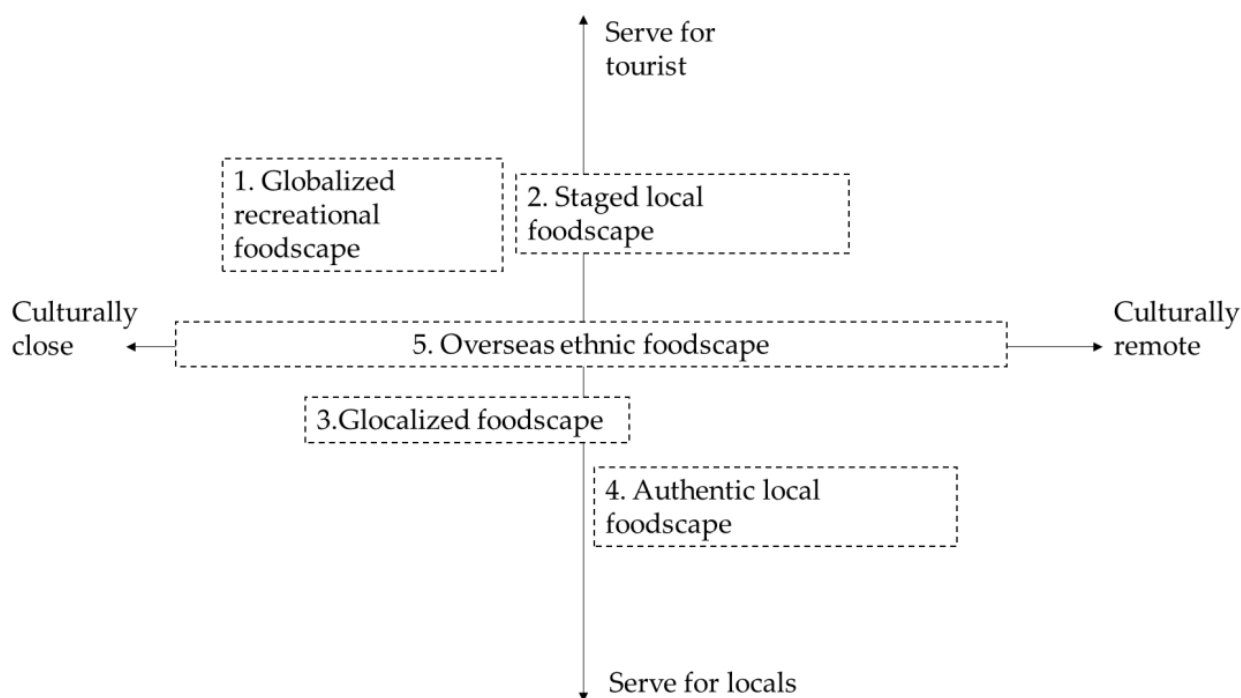 Serve for
tourist
1. Globalized
recreational
foodscape
2. Staged local
foodscape
Culturally
close
5. Overseas ethnic foodscape
Culturally
remote
3.Glocalized foodscape
4. Authentic local
foodscape
Serve for locals